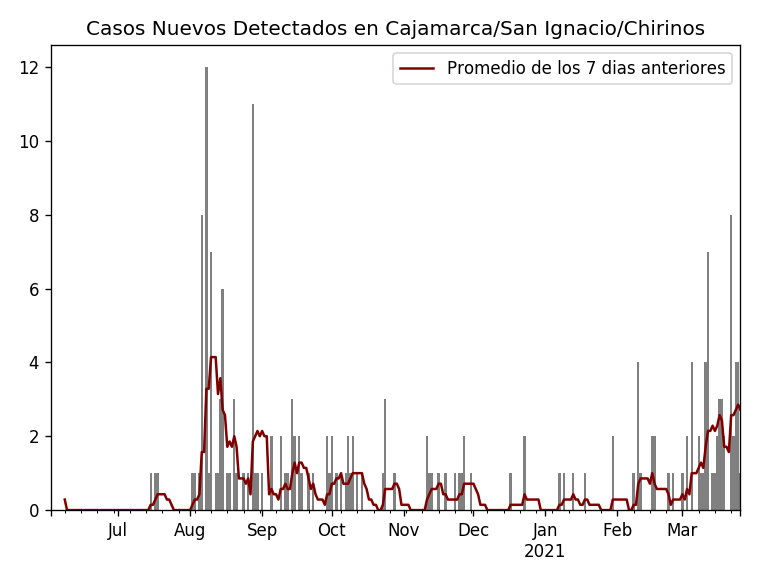 Casos Nuevos Detectados en Cajamarca/San Ignacio/Chirinos
Promedio de los 7 dias anteriores
12
10
8
6
4
2
0
Jul Aug Sep Oct Nov Dec Jan Feb Mar
2021